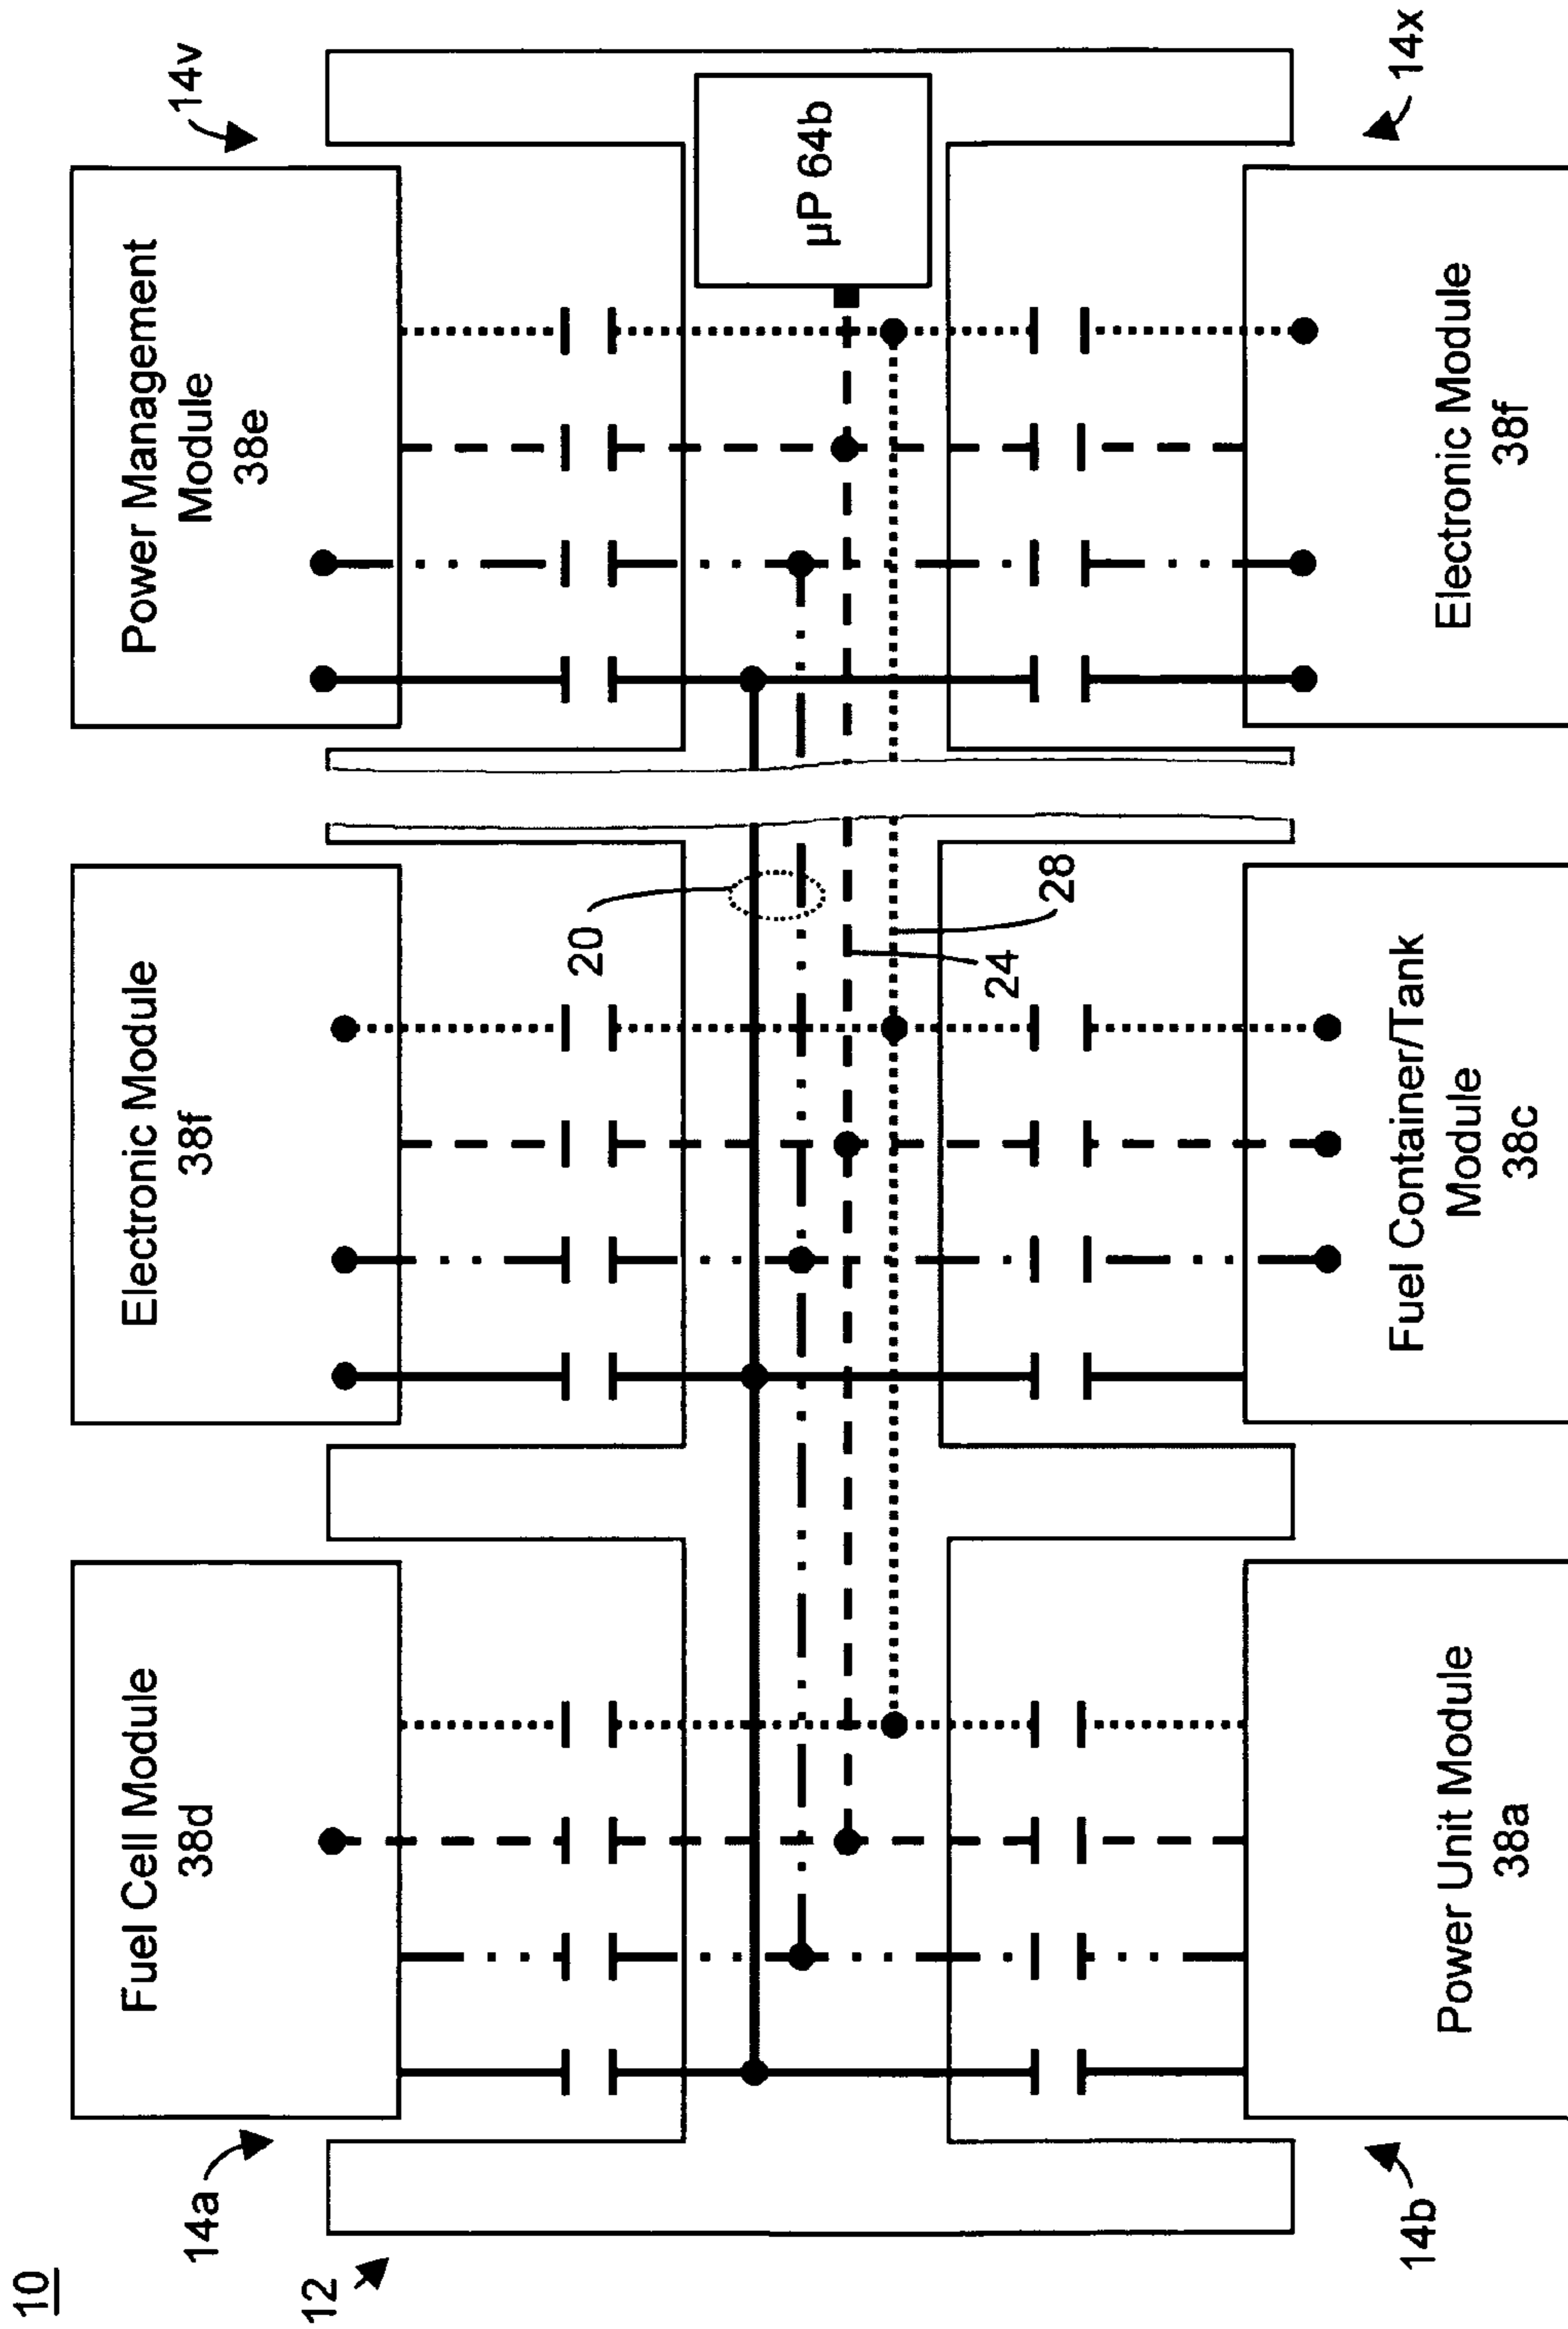 10
12
14a
Fuel Cell Module
38d
Electronic Module
38f
Power Management
Module
38e
14v
20
24
28
µP 64b
14b
Power Unit Module
38a
Fuel Container/Tank
Module
38c
Electronic Module
38f
14x